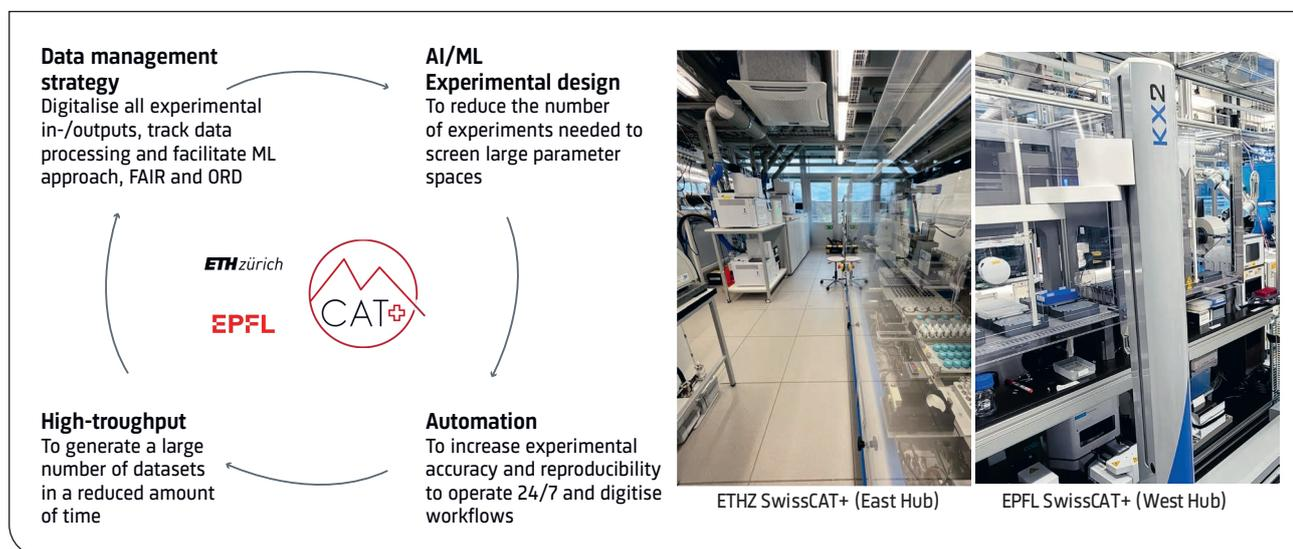 Data management
strategy
Digitalise all experimental
in-/outputs, track data
processing and facilitate ML
approach, FAIR and ORD
AI/ML
Experimental design
To reduce the number
of experiments needed to
screen large parameter
spaces
ETH zürich
EPFL
CAT+
High-troughput
To generate a large
number of datasets
in a reduced amount
of time
Automation
To increase experimental
accuracy and reproducibility
to operate 24/7 and digitise
workflows
KX2
ETHZ SwissCAT+ (East Hub)
EPFL SwissCAT+ (West Hub)